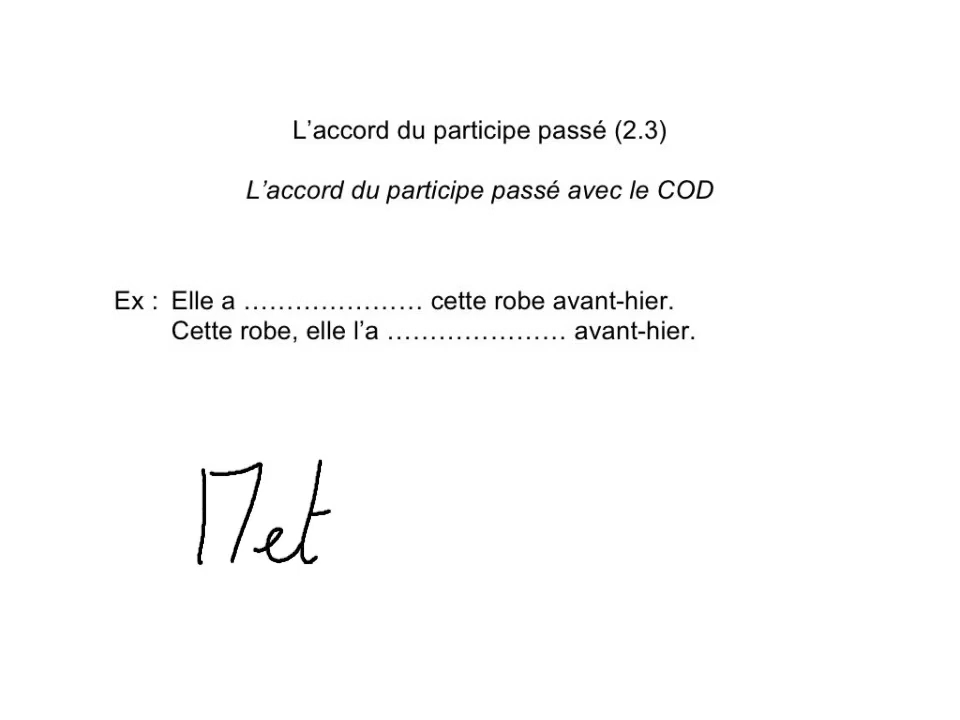 L’accord du participe passé (2.3)
L’accord du participe passé avec le COD
Ex : Elle a ………………… cette robe avant-hier.
Cette robe, elle l’a ………………… avant-hier.
Met